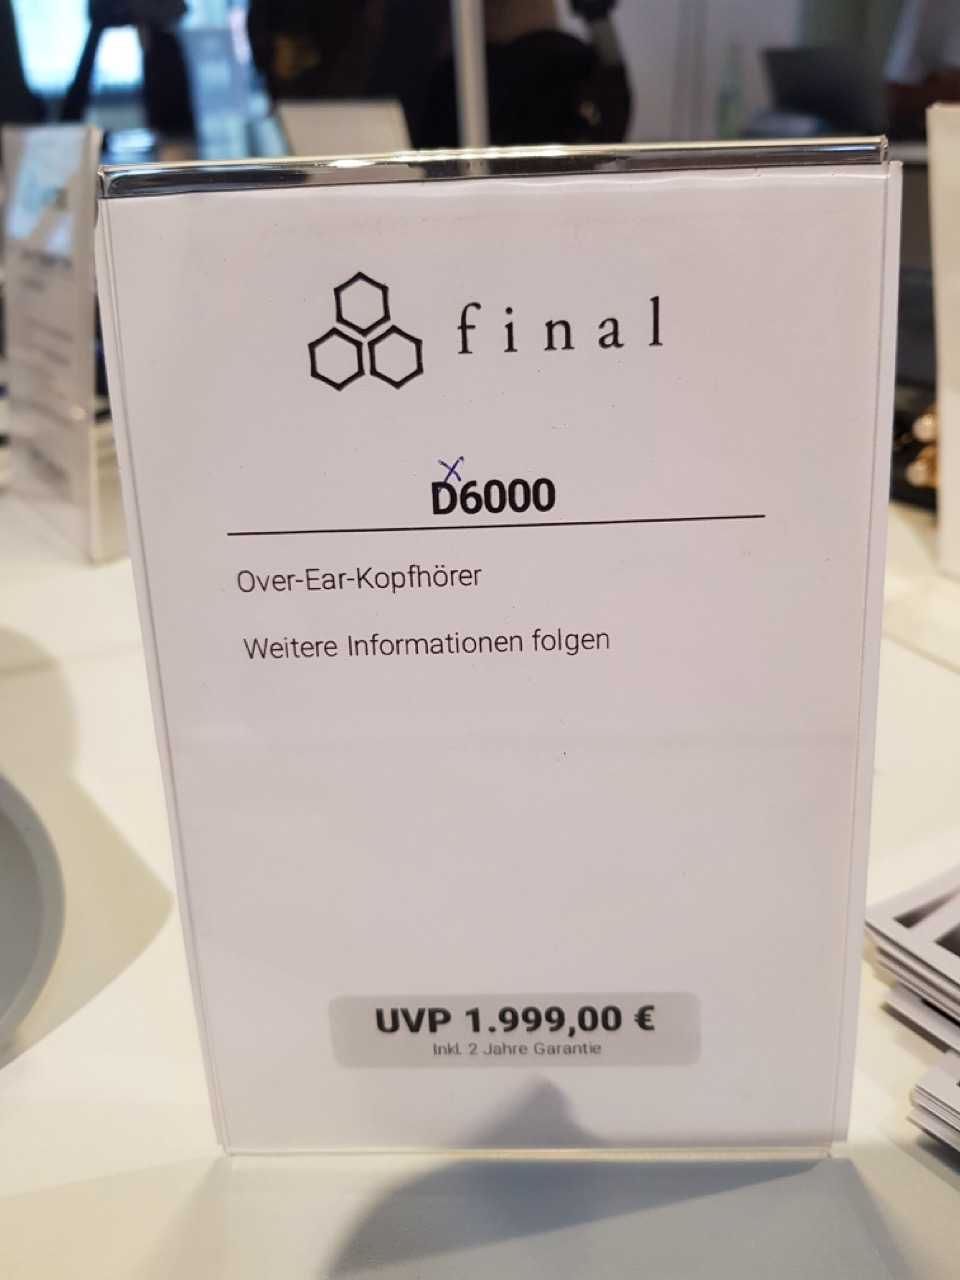 final
X
D6000
Over-Ear-Kopfhörer
Weitere Informationen folgen
UVP 1.999,00 €
Inkl. 2 Jahre Garantie